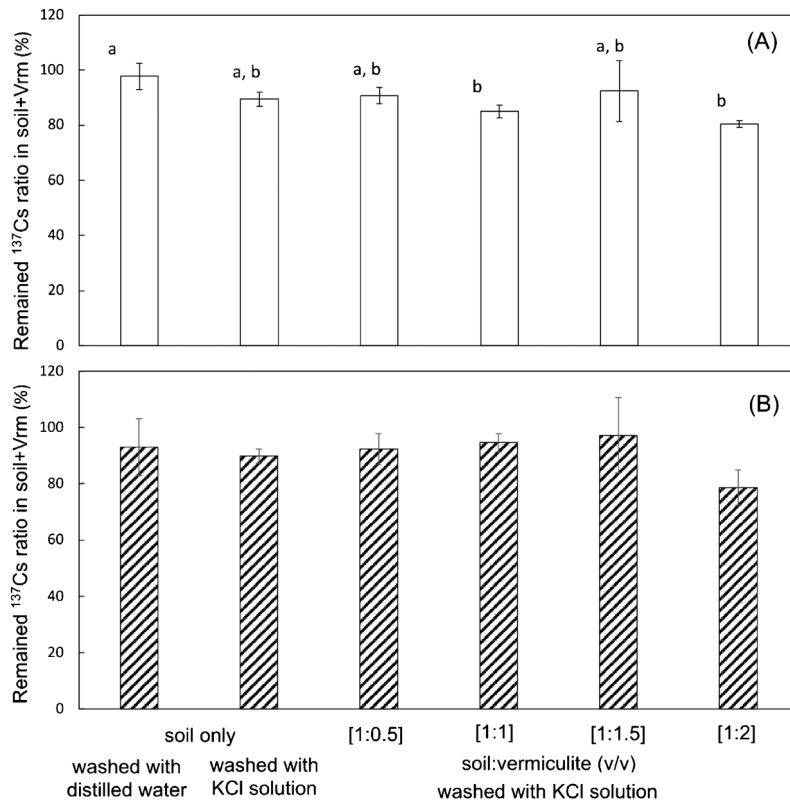 120
100
80
60
40
20
0
Remained ¹³⁷Cs ratio in soil+Vrm (%)
(A)
a
a, b
a, b
b
a, b
b
120
100
80
60
40
20
0
Remained ¹³⁷Cs ratio in soil+Vrm (%)
(B)
soil only [1:0.5] [1:1] [1:1.5] [1:2]
washed with
distilled water
washed with
KCl solution
soil:vermiculite (v/v)
washed with KCl solution